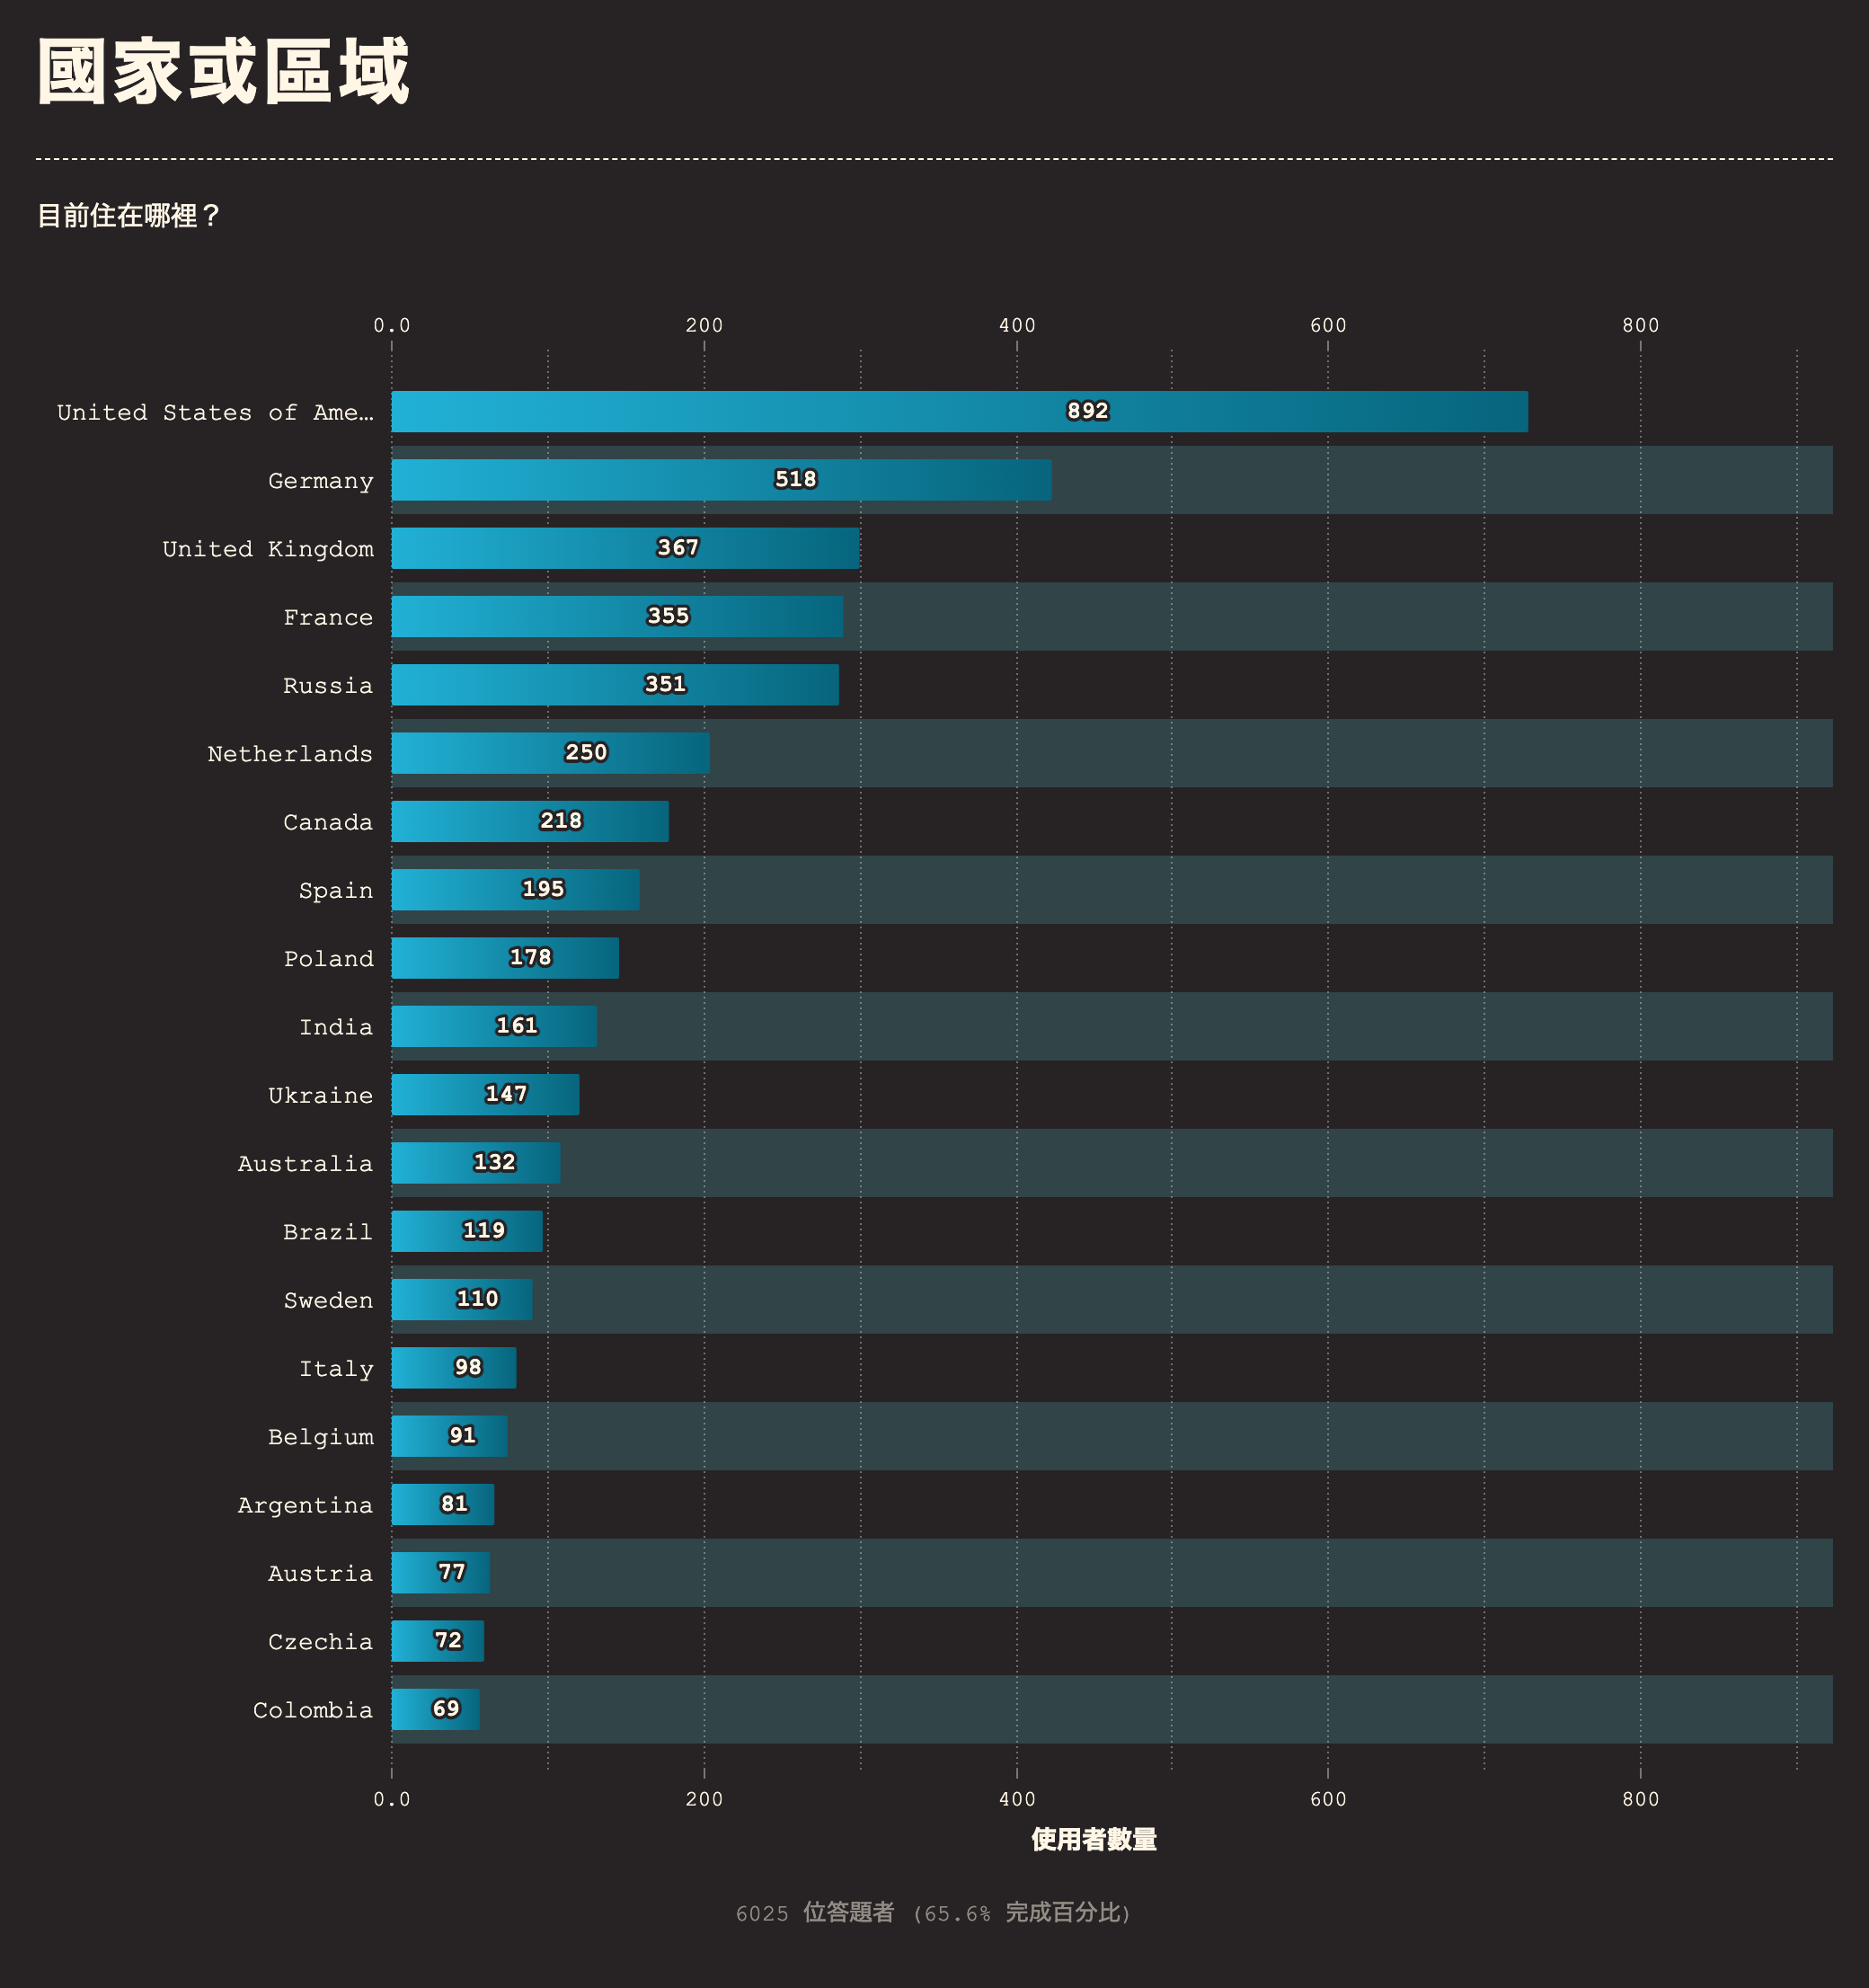 國家或區域
目前住在哪裡？
0.0 200 400 600 800
United States of Ame… 892
Germany 518
United Kingdom 367
France 355
Russia 351
Netherlands 250
Canada 218
Spain 195
Poland 178
India 161
Ukraine 147
Australia 132
Brazil 119
Sweden 110
Italy 98
Belgium 91
Argentina 81
Austria 77
Czechia 72
Colombia 69
0.0 200 400 600 800
使用者數量
6025 位答題者 (65.6% 完成百分比)